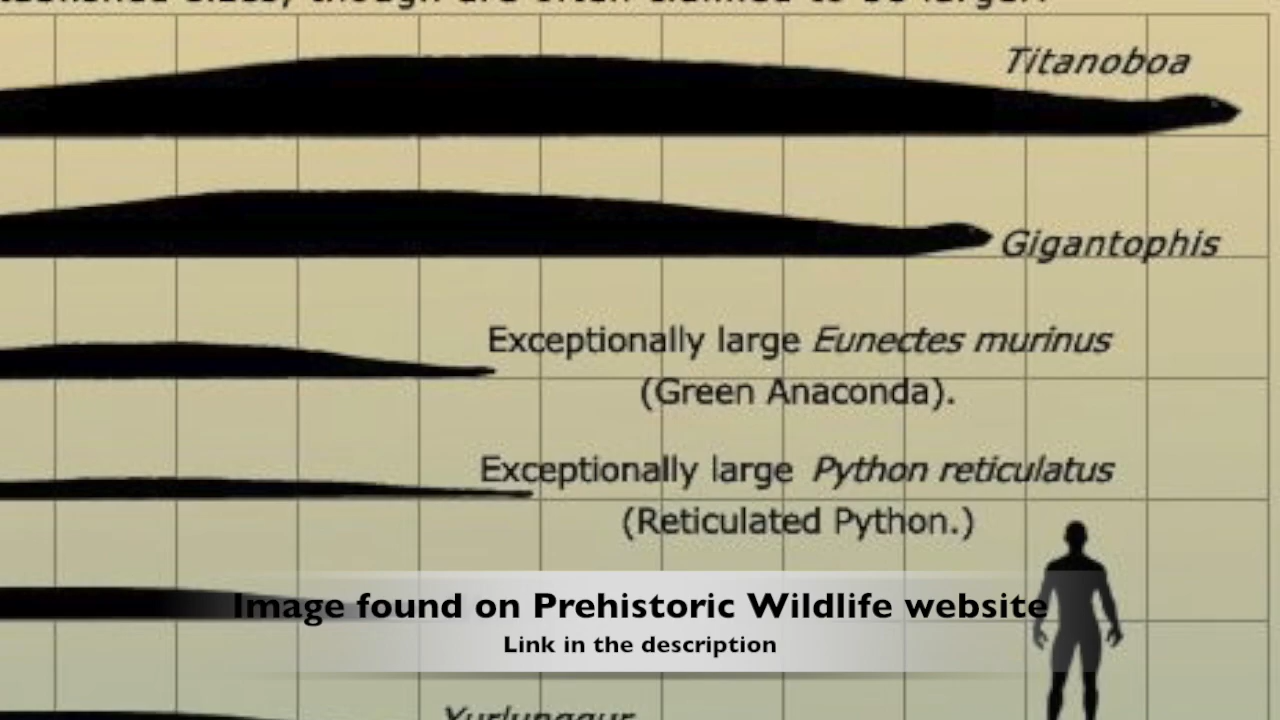 Titanoboa
Gigantophis
Exceptionally large Eunectes murinus
(Green Anaconda).
Exceptionally large Python reticulatus
(Reticulated Python.)
Image found on Prehistoric Wildlife website
Link in the description